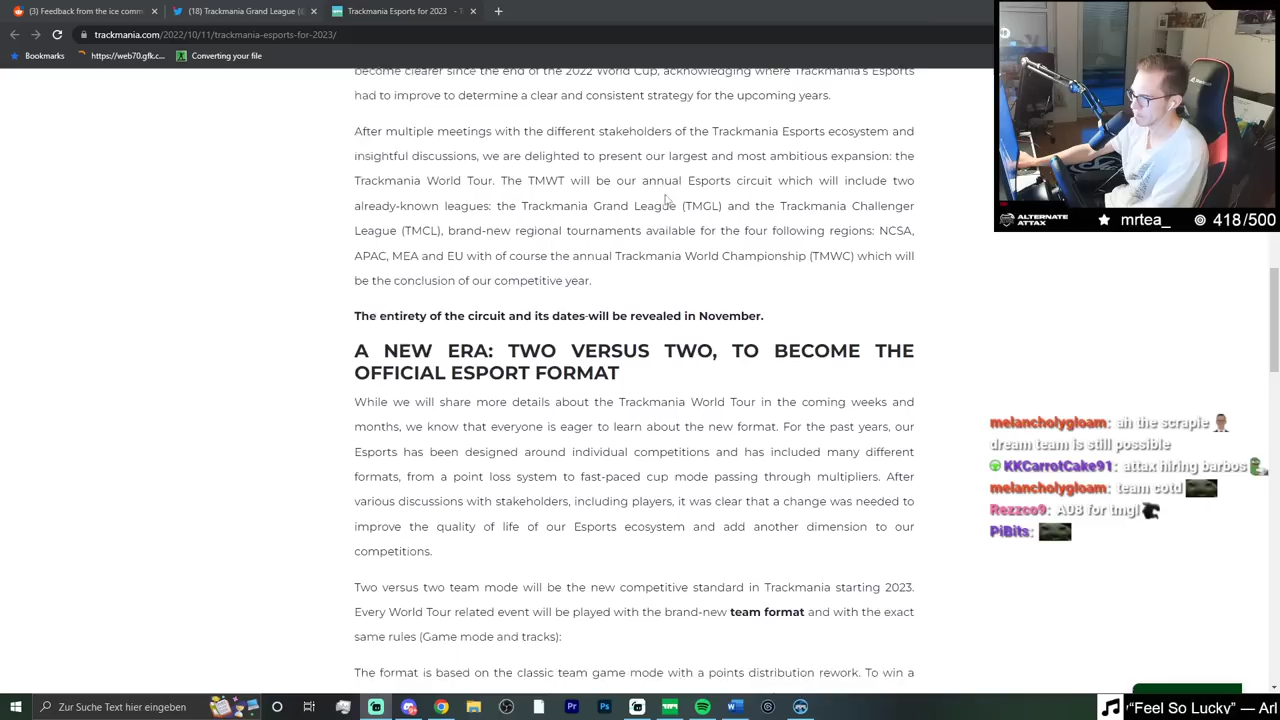 (3) Feedback from the ice comm
(18) Trackmania Grand League (
Trackmania Esports for 2023
trackmania.com/2022/10/11/trackmania-esports-for-2023/
Bookmarks
https://web70.gfk.c...
Converting your file
become clearer since the end of the 2022 World Cup, acknowledging where Trackmania's Esports
had to improve to determine a clear and consistent strategy for the upcoming years.
After multiple meetings with the different stakeholders of the Trackmania Esports ecosystem and
insightful discussions, we are delighted to present our largest and most ambitious expansion: the
Trackmania World Tour. The TMWT will be our annual Esports circuit which will include two
already-known leagues: the Trackmania Grand League (TMGL) and the Trackmania Challenger
League (TMCL), brand-new regional tournaments available for the four following regions: NCSA,
APAC, MEA and EU with of course the annual Trackmania World Championship (TMWC) which will
be the conclusion of our competitive year.
The entirety of the circuit and its dates will be revealed in November.
A NEW ERA: TWO VERSUS TWO, TO BECOME THE
OFFICIAL ESPORT FORMAT
While we will share more details about the Trackmania World Tour in the coming weeks and
months, we know that everyone is eager to learn about the new format. For the past years, our
Esports has been designed around individual competitions and has included many different
formats, from a point loss system to fast-paced cup mode passing through multipliers. After
discussions with stakeholders, including players, it was clear that a change was needed to
improve the quality of life of our Esports ecosystem and add another dimension to our
competitions.
Two versus two team mode will be the new competitive standard in Trackmania starting 2023.
Every World Tour related event will be played with the brand-new team format and with the exact
same rules (Game mode and tracks):
The format is based on the classic team game mode with a points distribution rework. To win a
ALTERNATE
ATTAX
mrtea_
418/500
melancholygloam: ah the scrapie
dream team is still possible
KKCarrotCake91: attax hiring barbos
melancholygloam: team cotd
Rezzco9: A08 for tmgl
PiBits:
Zur Suche Text hier eingeben
"Feel So Lucky" — Arl